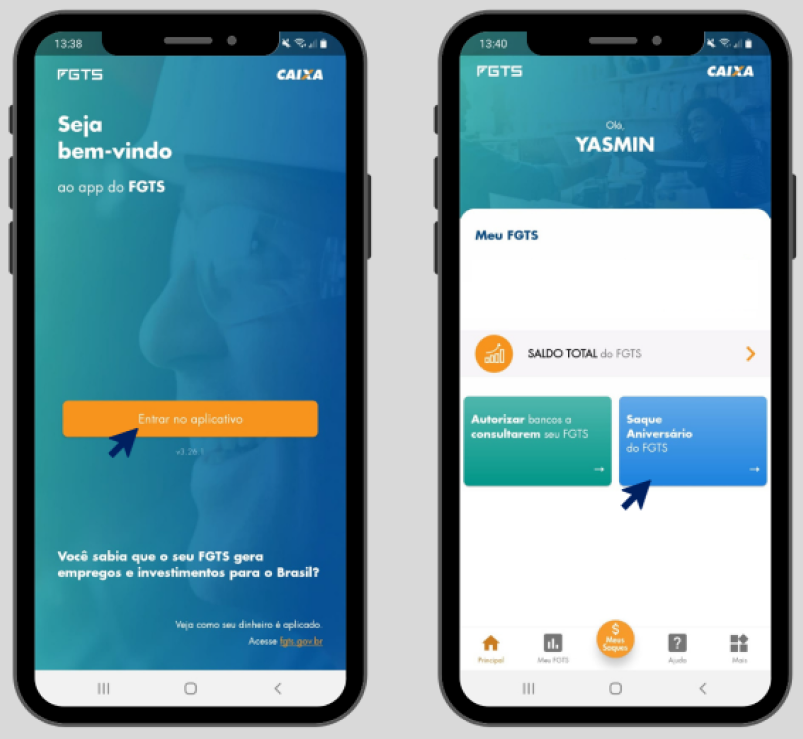 13:38
FGTS
CAIXA
Seja
bem-vindo
ao app do FGTS
Entrar no aplicativo
v3.26.1
Você sabia que o seu FGTS gera
empregos e investimentos para o Brasil?
Veja como seu dinheiro é aplicado.
Acesse fgts.gov.br
13:40
FGTS
CAIXA
Olá,
YASMIN
Meu FGTS
SALDO TOTAL do FGTS
Autorizar bancos a
consultarem seu FGTS
→
Saque
Aniversário
do FGTS
→
$
Meus
Saques
Principal
Meu FGTS
?
Ajuda
Mais